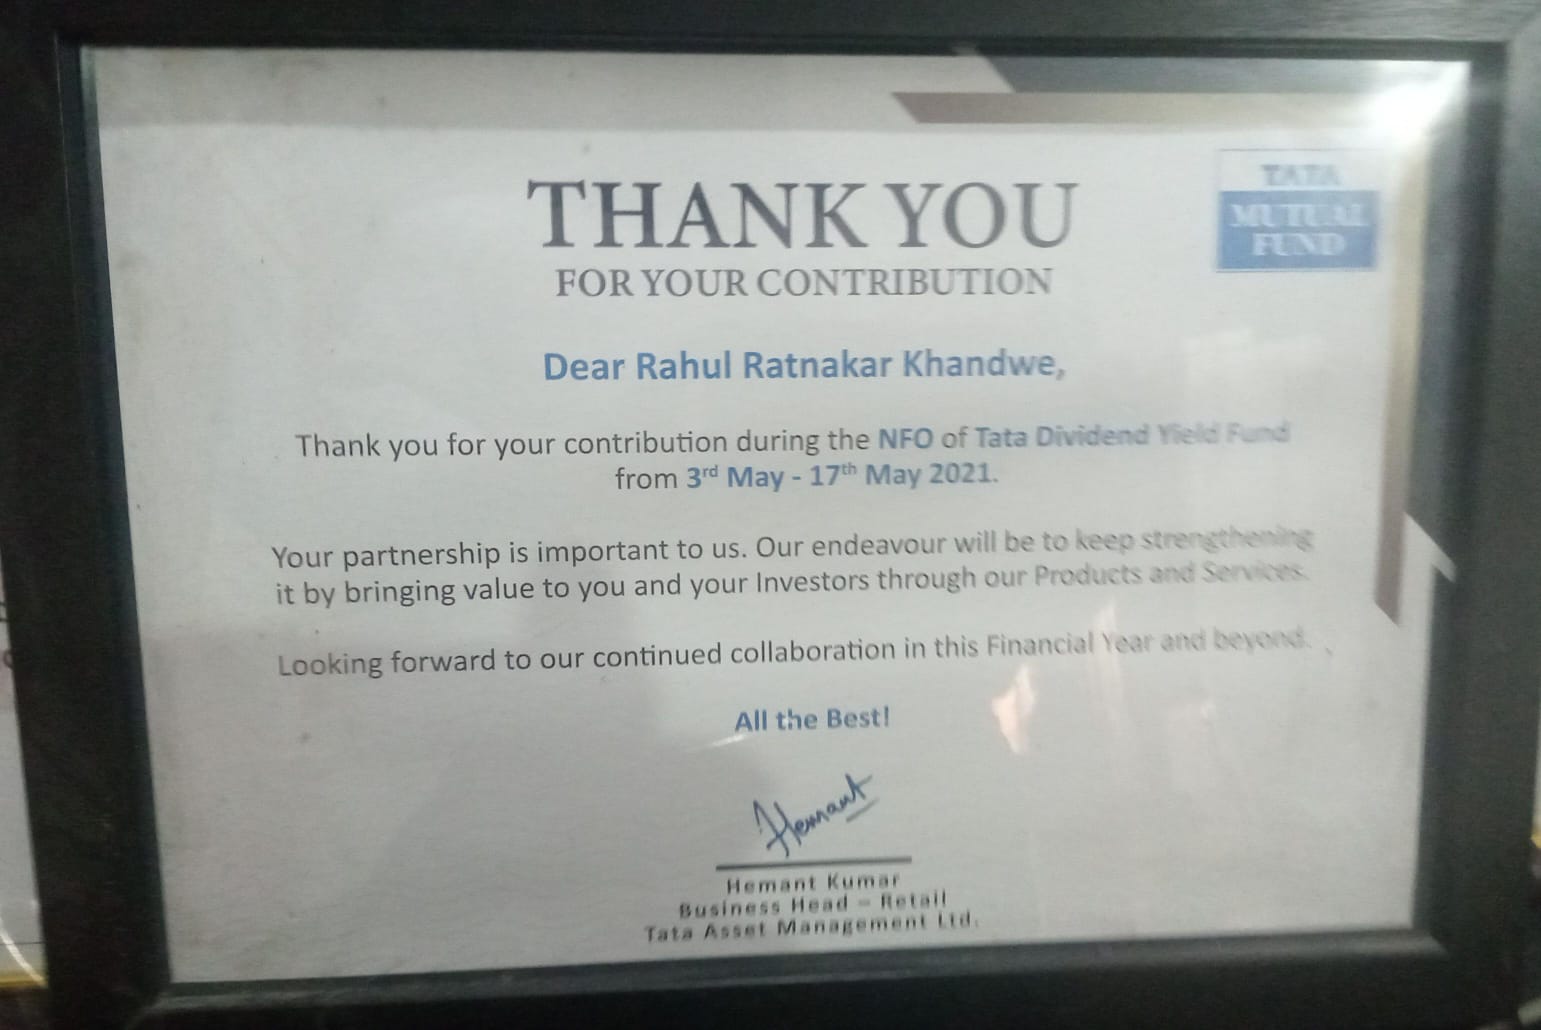 THANK YOU
FOR YOUR CONTRIBUTION
TATA
MUTUAL
FUND
Dear Rahul Ratnakar Khandwe,
Thank you for your contribution during the NFO of Tata Dividend Yield Fund
from 3rd May - 17th May 2021.
Your partnership is important to us. Our endeavour will be to keep strengthening
it by bringing value to you and your Investors through our Products and Services.
Looking forward to our continued collaboration in this Financial Year and beyond.
All the Best!
Hemant
Hemant Kumar
Business Head – Retail
Tata Asset Management Ltd.